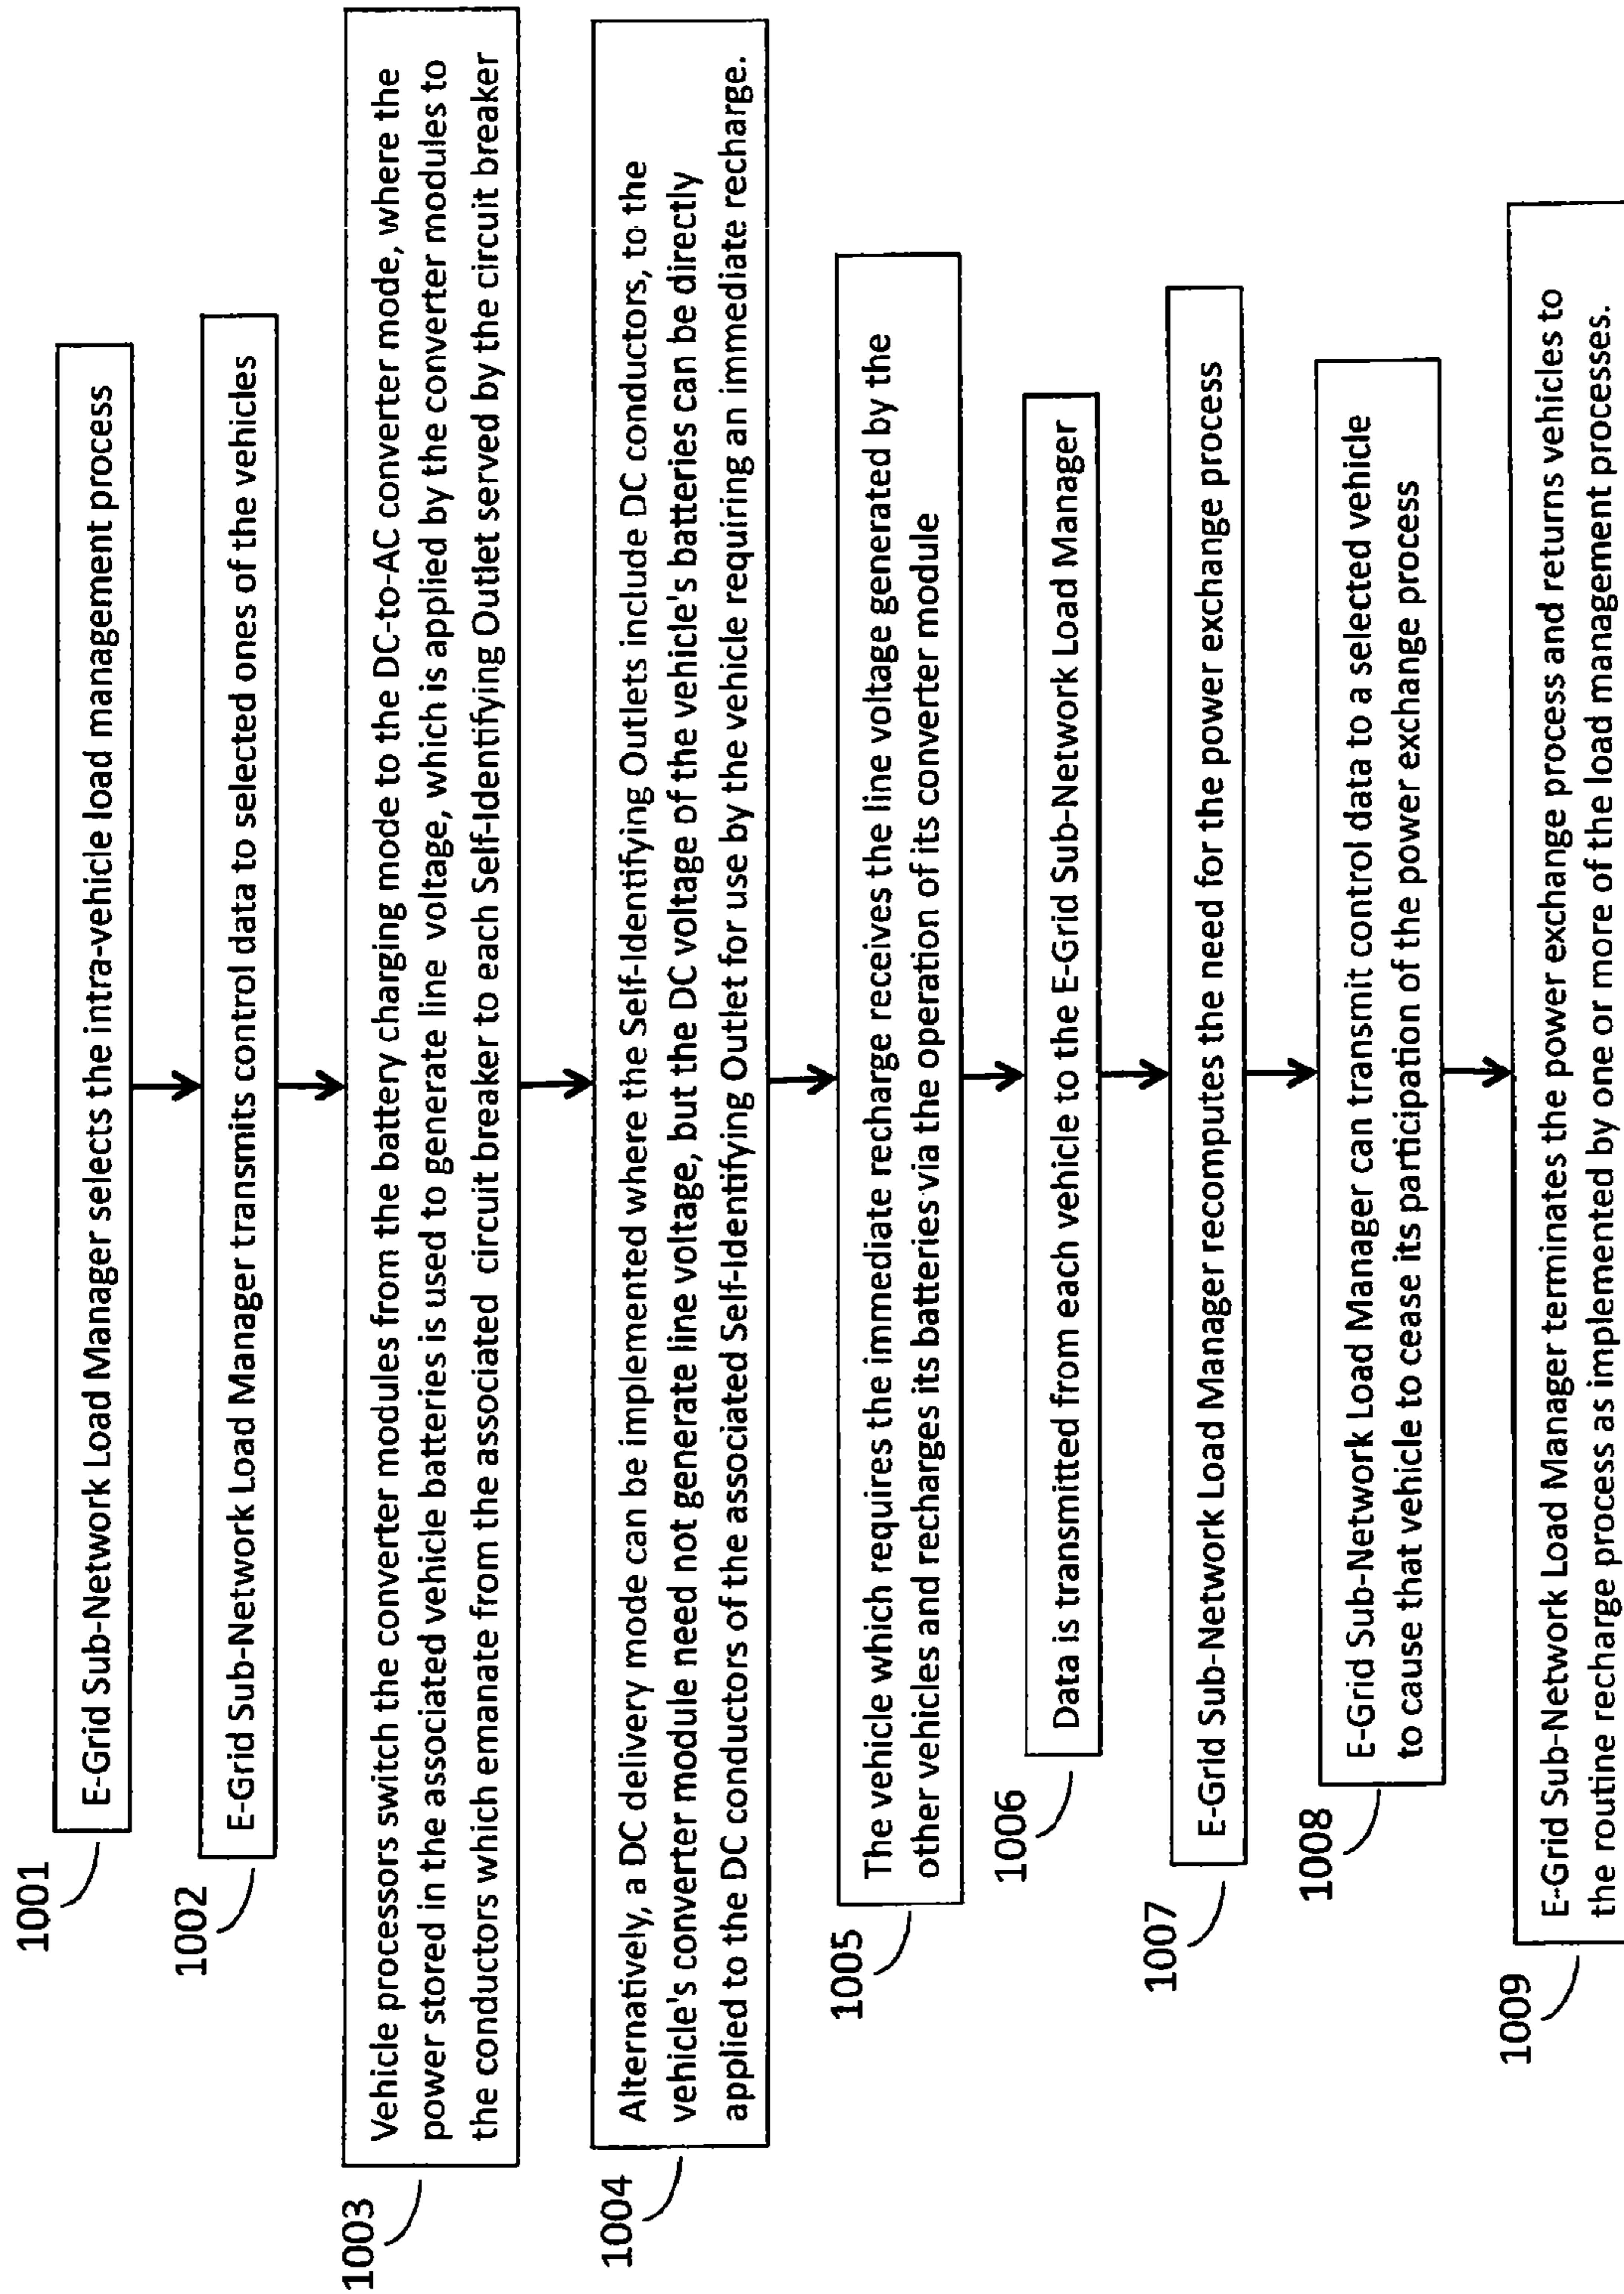 1001
E-Grid Sub-Network Load Manager selects the intra-vehicle load management process
1002
E-Grid Sub-Network Load Manager transmits control data to selected ones of the vehicles
1003
Vehicle processors switch the converter modules from the battery charging mode to the DC-to-AC converter mode, where the
power stored in the associated vehicle batteries is used to generate line voltage, which is applied by the converter modules to
the conductors which emanate from the associated circuit breaker to each Self-Identifying Outlet served by the circuit breaker
1004
Alternatively, a DC delivery mode can be implemented where the Self-Identifying Outlets include DC conductors, to the
vehicle's converter module need not generate line voltage, but the DC voltage of the vehicle's batteries can be directly
applied to the DC conductors of the associated Self-Identifying Outlet for use by the vehicle requiring an immediate recharge.
1005
The vehicle which requires the immediate recharge receives the line voltage generated by the
other vehicles and recharges its batteries via the operation of its converter module
1006
Data is transmitted from each vehicle to the E-Grid Sub-Network Load Manager
1007
E-Grid Sub-Network Load Manager recomputes the need for the power exchange process
1008
E-Grid Sub-Network Load Manager can transmit control data to a selected vehicle
to cause that vehicle to cease its participation of the power exchange process
1009
E-Grid Sub-Network Load Manager terminates the power exchange process and returns vehicles to
the routine recharge process as implemented by one or more of the load management processes.